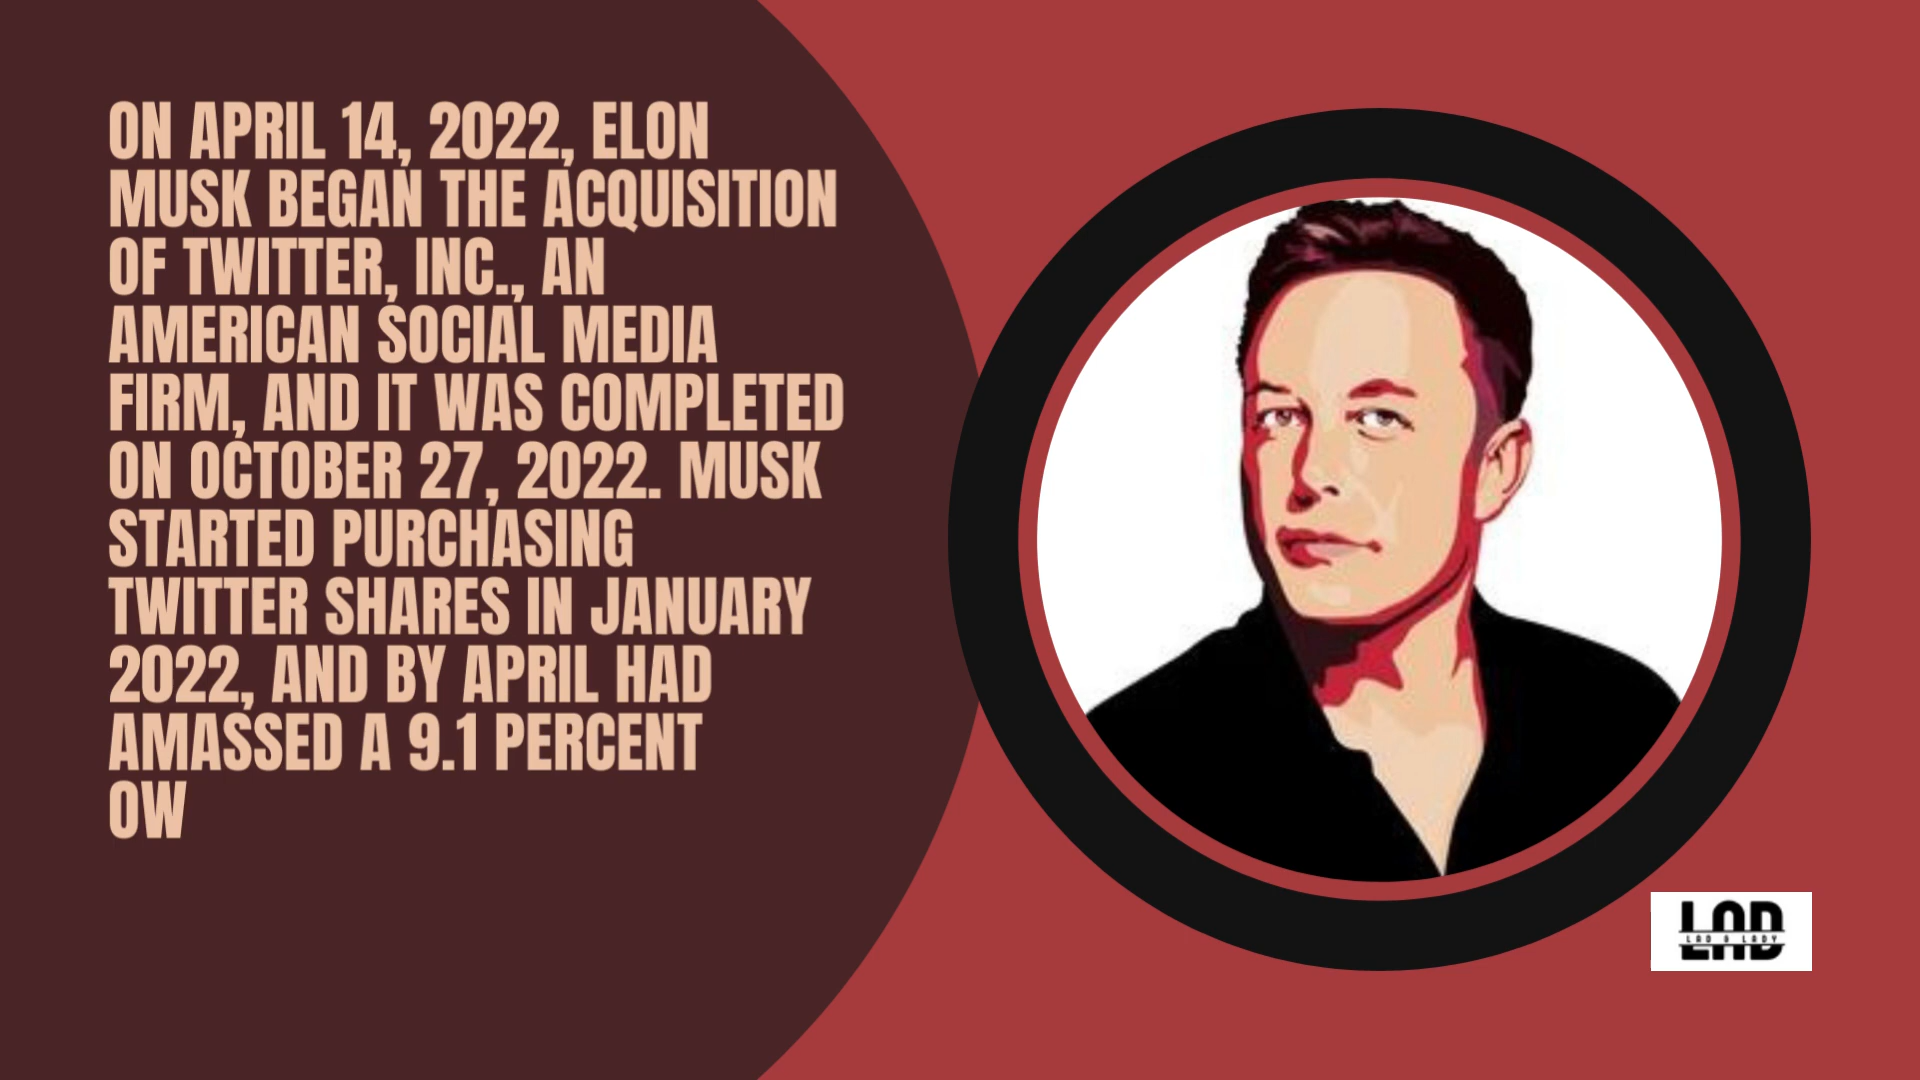 ON APRIL 14, 2022, ELON
MUSK BEGAN THE ACQUISITION
OF TWITTER, INC., AN
AMERICAN SOCIAL MEDIA
FIRM, AND IT WAS COMPLETED
ON OCTOBER 27, 2022. MUSK
STARTED PURCHASING
TWITTER SHARES IN JANUARY
2022, AND BY APRIL HAD
AMASSED A 9.1 PERCENT
OW
LAD
LAD & LADY